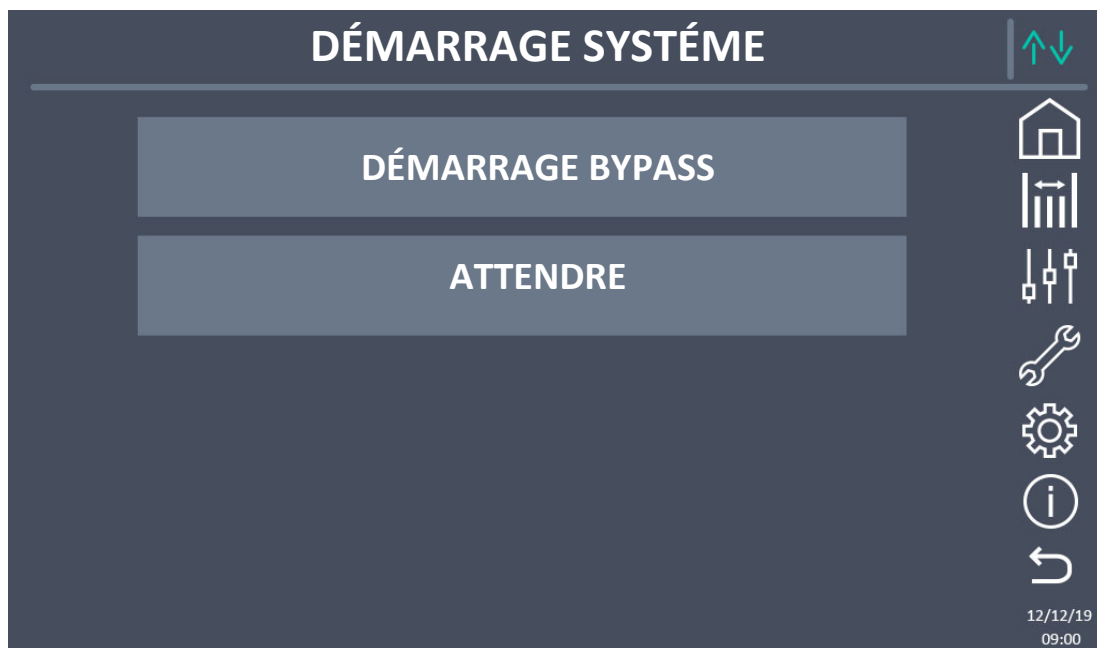 DÉMARRAGE SYSTÉME
DÉMARRAGE BYPASS
ATTENDRE
12/12/19
09:00